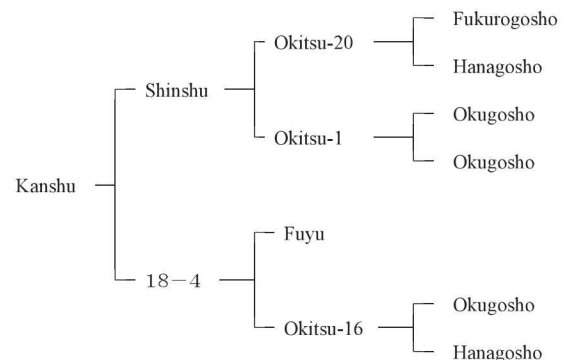 Fukurogosho
Okitsu-20
Hanagosho
Shinshu
Okugosho
Okitsu-1
Okugosho
Kanshu
Fuyu
18−4
Okugosho
Okitsu-16
Hanagosho